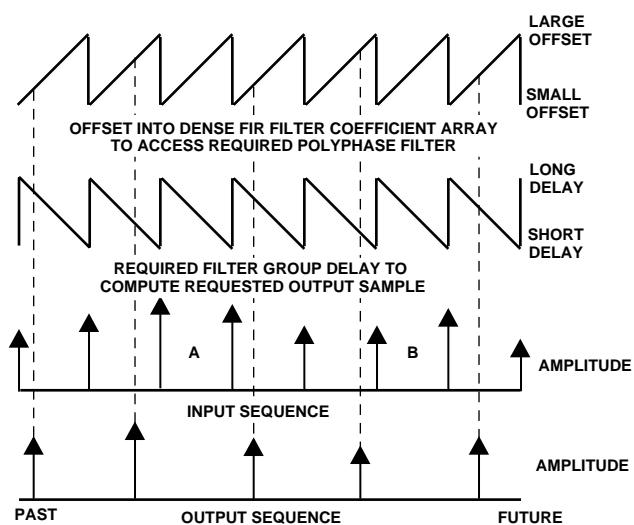 LARGE
OFFSET
SMALL
OFFSET
OFFSET INTO DENSE FIR FILTER COEFFICIENT ARRAY
TO ACCESS REQUIRED POLYPHASE FILTER
LONG
DELAY
SHORT
DELAY
REQUIRED FILTER GROUP DELAY TO
COMPUTE REQUESTED OUTPUT SAMPLE
A
B
AMPLITUDE
INPUT SEQUENCE
AMPLITUDE
PAST
OUTPUT SEQUENCE
FUTURE